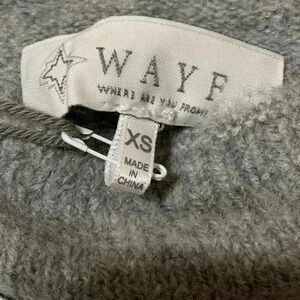 WAYF
WHERE ARE YOU FROM?
XS
MADE IN
CHINA